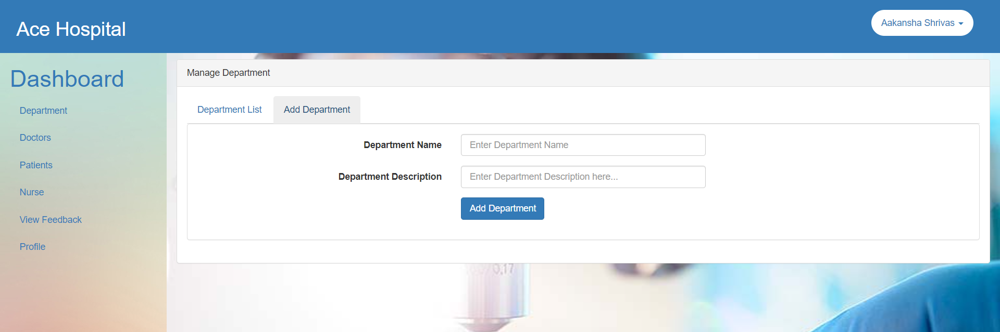 Ace Hospital
Aakansha Shrivas
Dashboard
Department
Doctors
Patients
Nurse
View Feedback
Profile
Manage Department
Department List
Add Department
Department Name
Enter Department Name
Department Description
Enter Department Description here...
Add Department
0.17